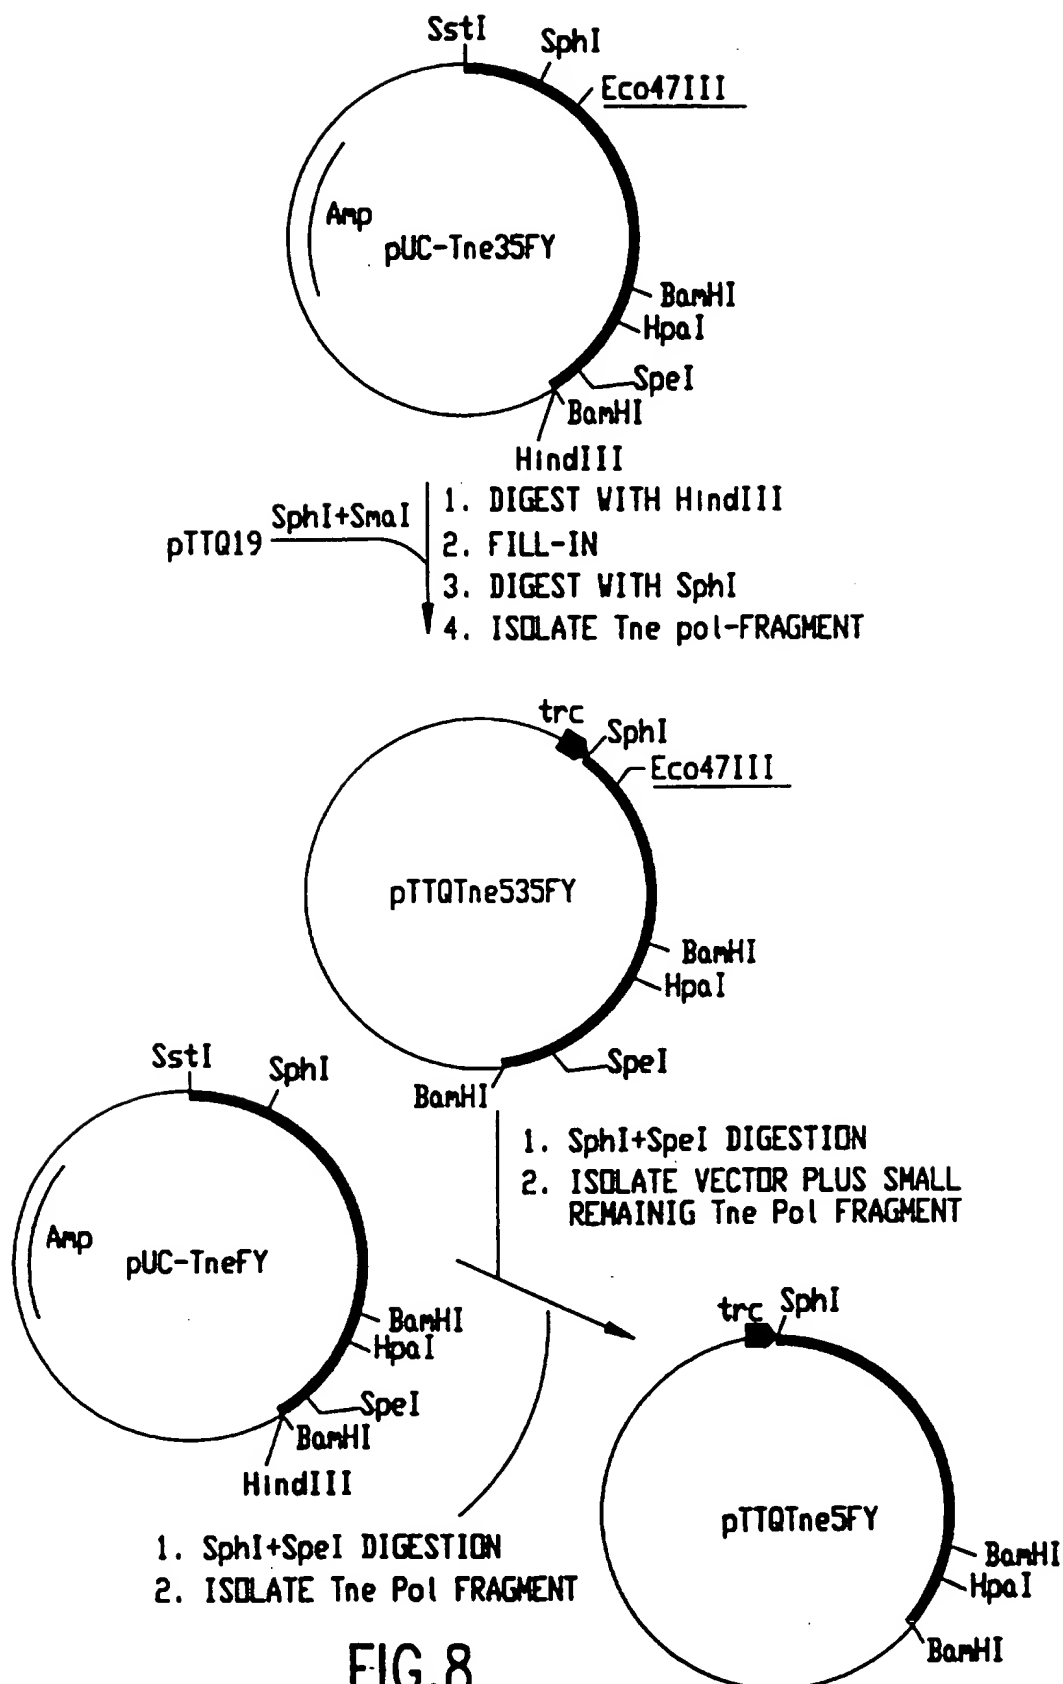 SstI
SphI
Eco47III
Amp
pUC-Tne35FY
BamHI
HpaI
SpeI
BamHI
HindIII
pTTQ19
SphI+SmaI
1. DIGEST WITH HindIII
2. FILL-IN
3. DIGEST WITH SphI
4. ISOLATE Tne pol-FRAGMENT
trc
SphI
Eco47III
pTTQTne535FY
BamHI
HpaI
SpeI
BamHI
1. SphI+SpeI DIGESTION
2. ISOLATE VECTOR PLUS SMALL
REMAINIG Tne Pol FRAGMENT
SstI
SphI
Amp
pUC-TneFY
BamHI
HpaI
SpeI
BamHI
HindIII
1. SphI+SpeI DIGESTION
2. ISOLATE Tne Pol FRAGMENT
trc
SphI
pTTQTne5FY
BamHI
HpaI
BamHI
FIG.8